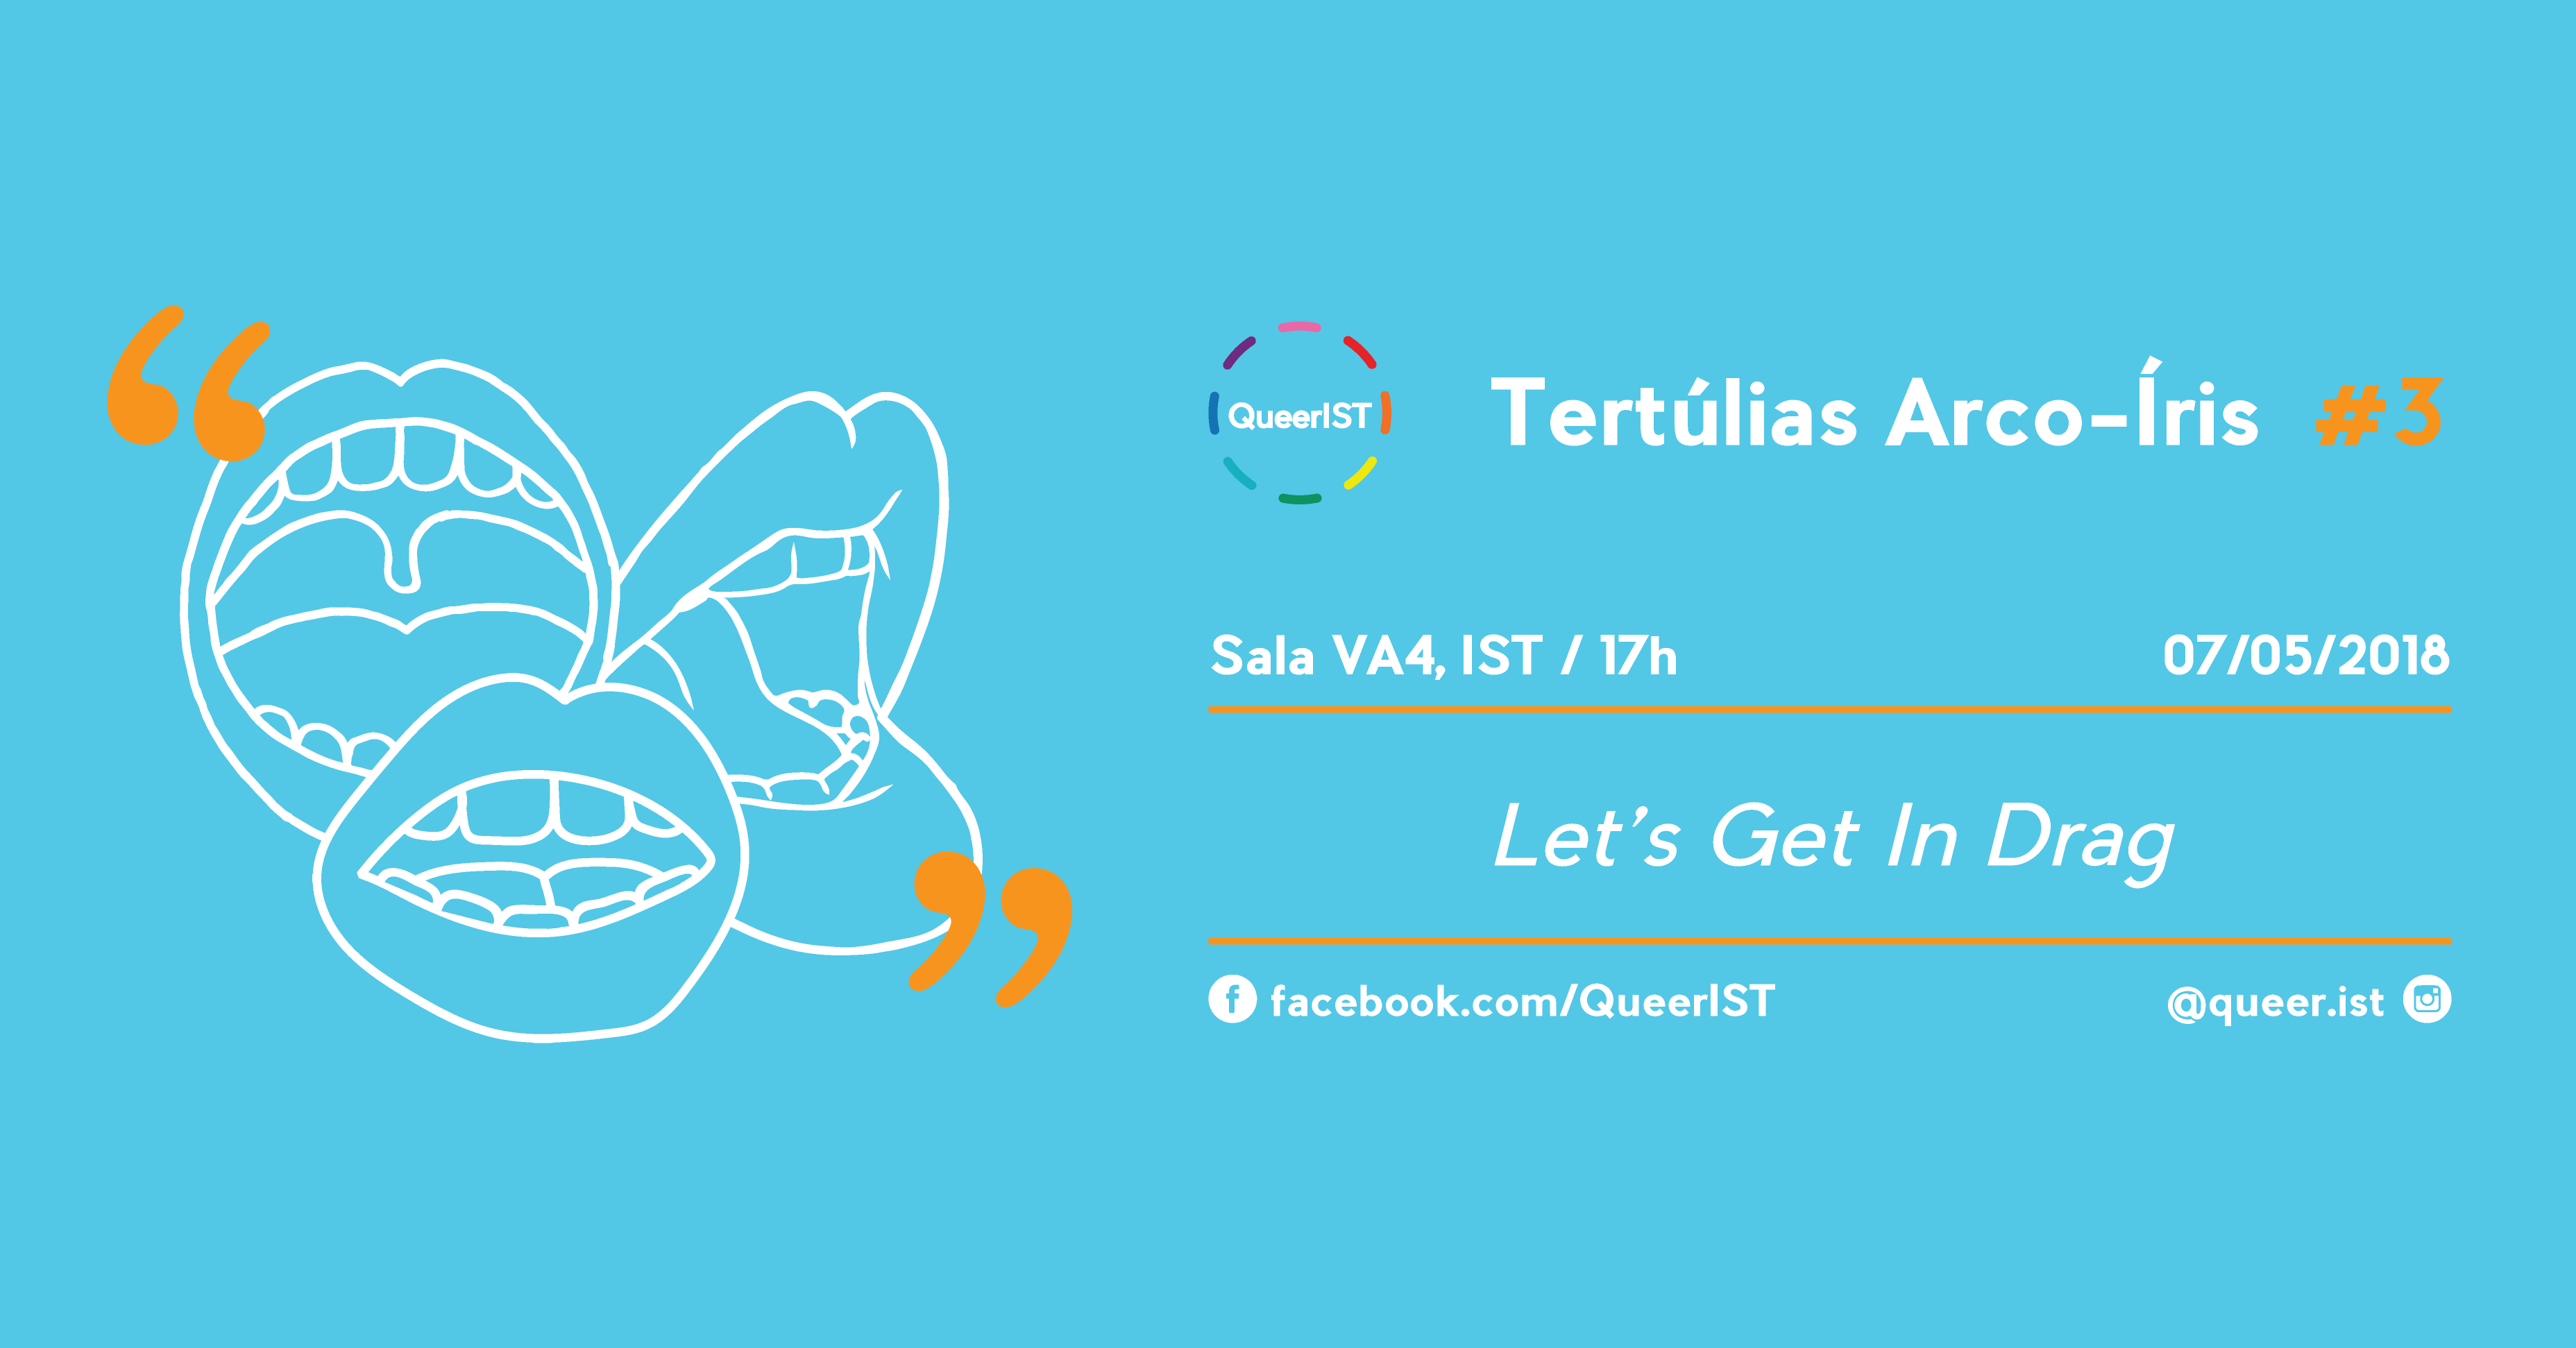 QueerIST
Tertúlias Arco-Íris #3
Sala VA4, IST / 17h
07/05/2018
Let's Get In Drag
facebook.com/QueerIST
@queer.ist